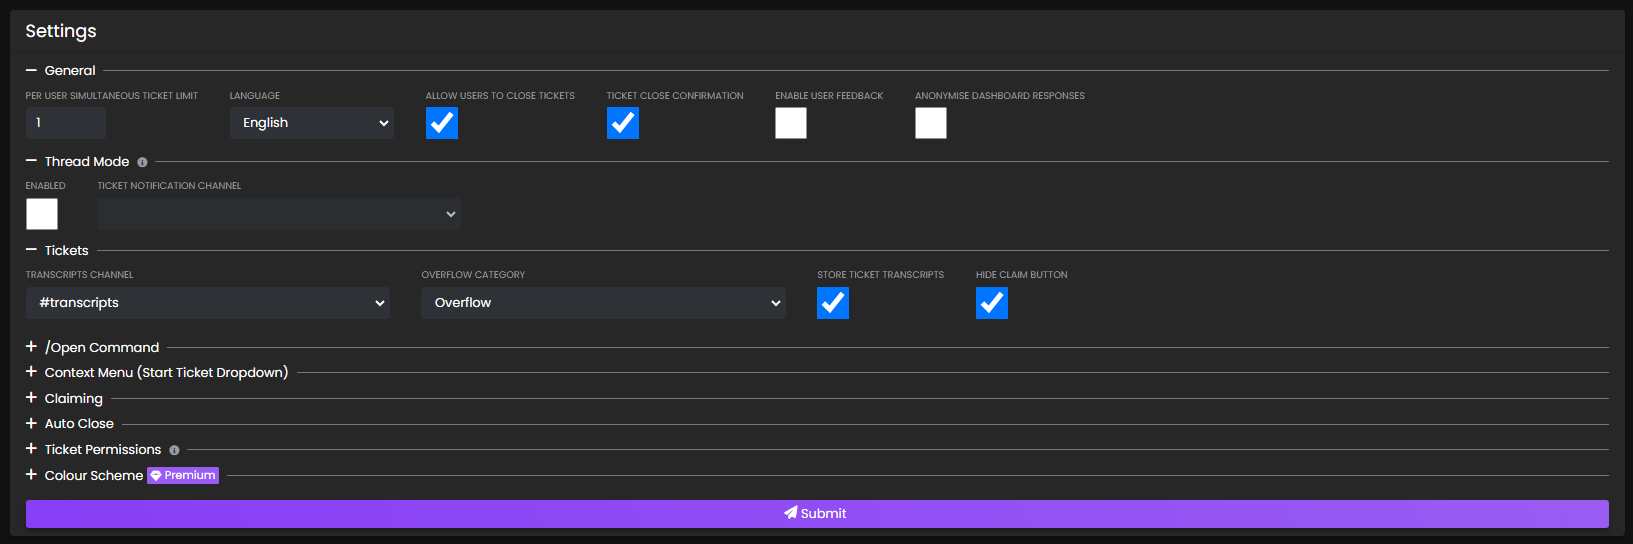 Settings
General
PER USER SIMULTANEOUS TICKET LIMIT LANGUAGE ALLOW USERS TO CLOSE TICKETS TICKET CLOSE CONFIRMATION ENABLE USER FEEDBACK ANONYMISE DASHBOARD RESPONSES
1 English
Thread Mode
ENABLED TICKET NOTIFICATION CHANNEL
Tickets
TRANSCRIPTS CHANNEL OVERFLOW CATEGORY STORE TICKET TRANSCRIPTS HIDE CLAIM BUTTON
#transcripts Overflow
/Open Command
Context Menu (Start Ticket Dropdown)
Claiming
Auto Close
Ticket Permissions
Colour Scheme Premium
Submit